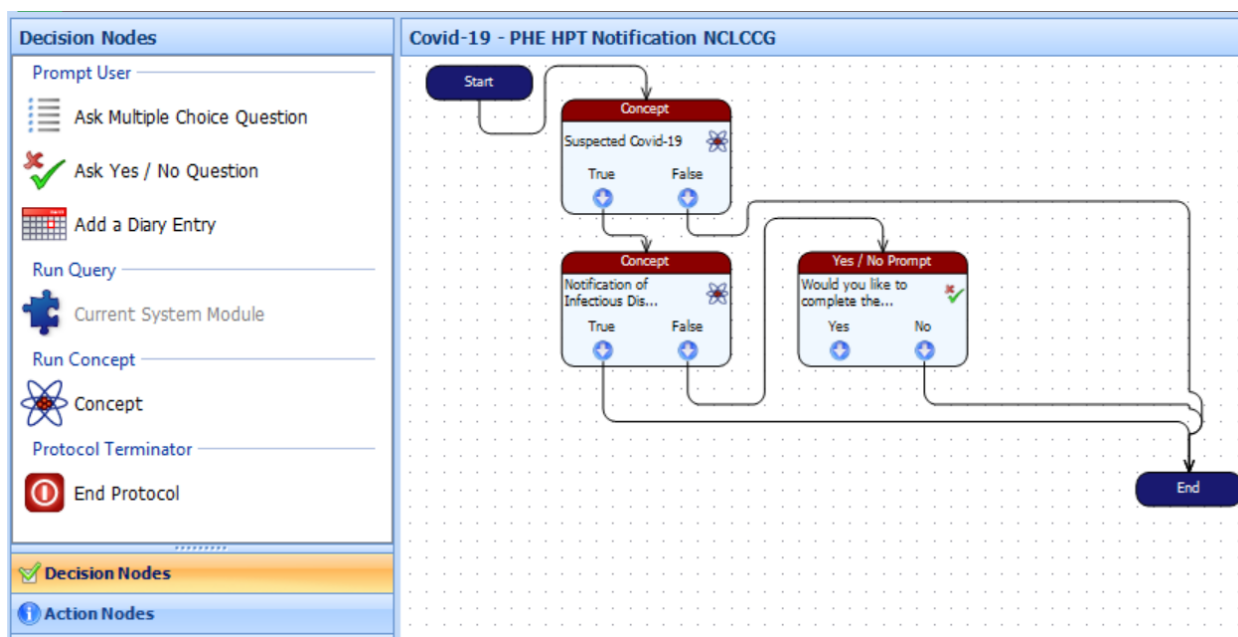 Decision Nodes
Prompt User
Ask Multiple Choice Question
Ask Yes / No Question
Add a Diary Entry
Run Query
Current System Module
Run Concept
Concept
Protocol Terminator
End Protocol
Decision Nodes
Action Nodes
Covid-19 - PHE HPT Notification NCLCCG
Start
Concept
Suspected Covid-19
True False
Concept
Notification of
Infectious Dis...
True False
Yes / No Prompt
Would you like to
complete the...
Yes No
End